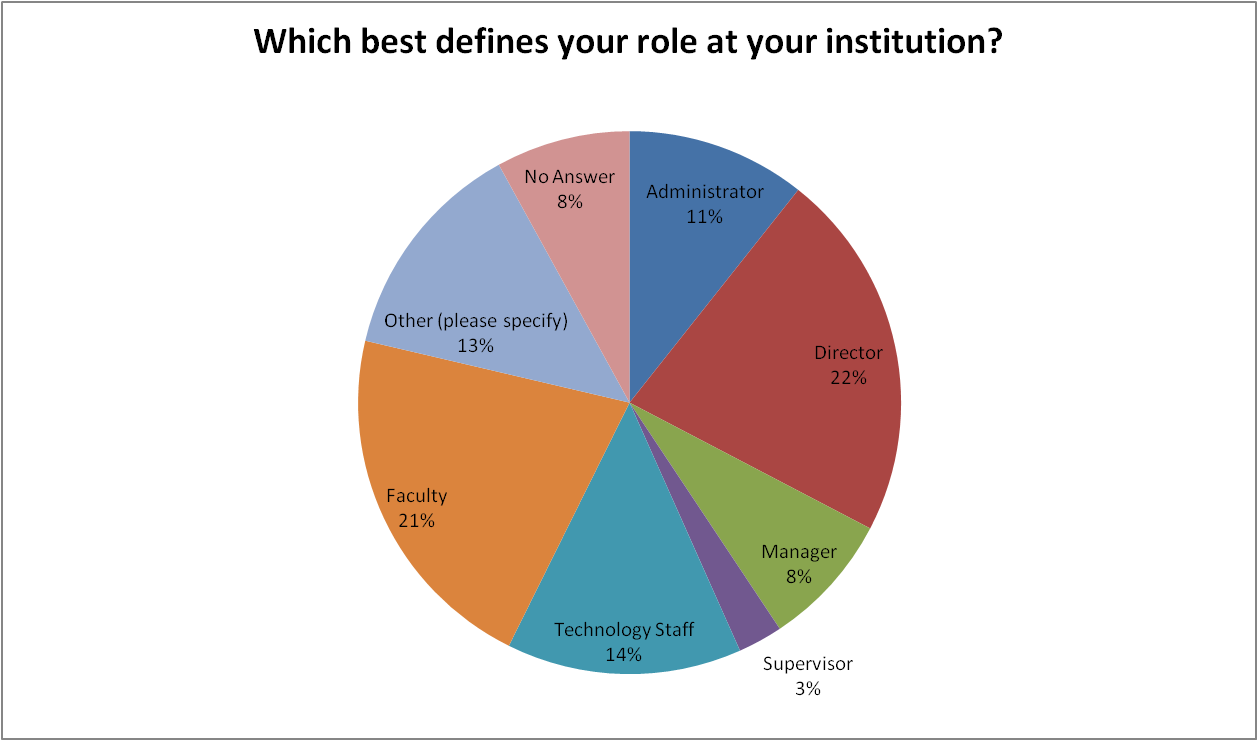 Which best defines your role at your institution?
No Answer
8%
Administrator
11%
Other (please specify)
13%
Director
22%
Faculty
21%
Manager
8%
Technology Staff
14%
Supervisor
3%